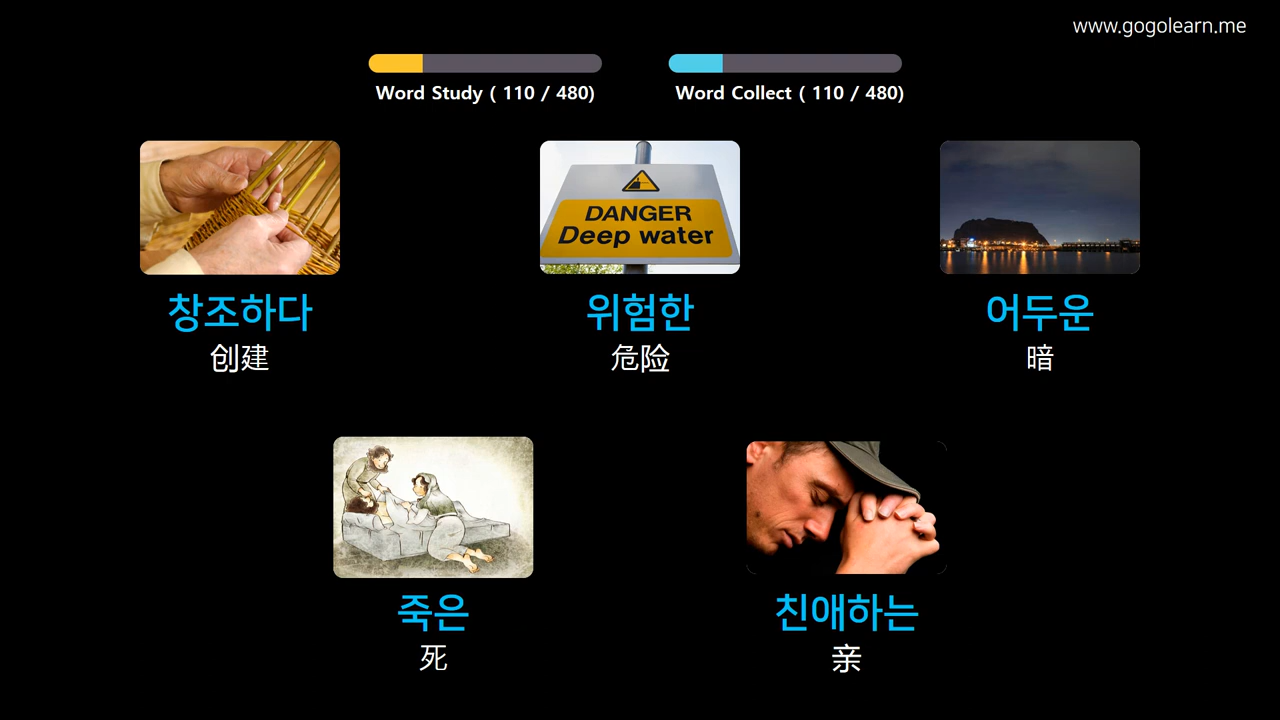 www.gogolearn.me
Word Study ( 110 / 480)
Word Collect ( 110 / 480)
DANGER
Deep water
창조하다
创建
위험한
危险
어두운
暗
죽은
死
친애하는
亲